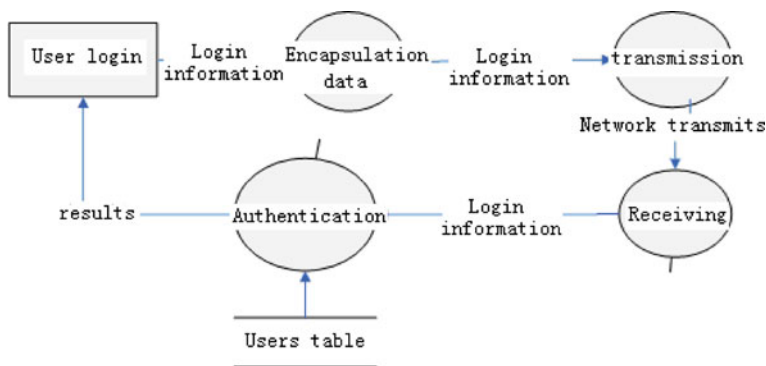 User login
Login
information
Encapsulation
data
Login
information
transmission
Network transmits
results
Authentication
Login
information
Receiving
Users table